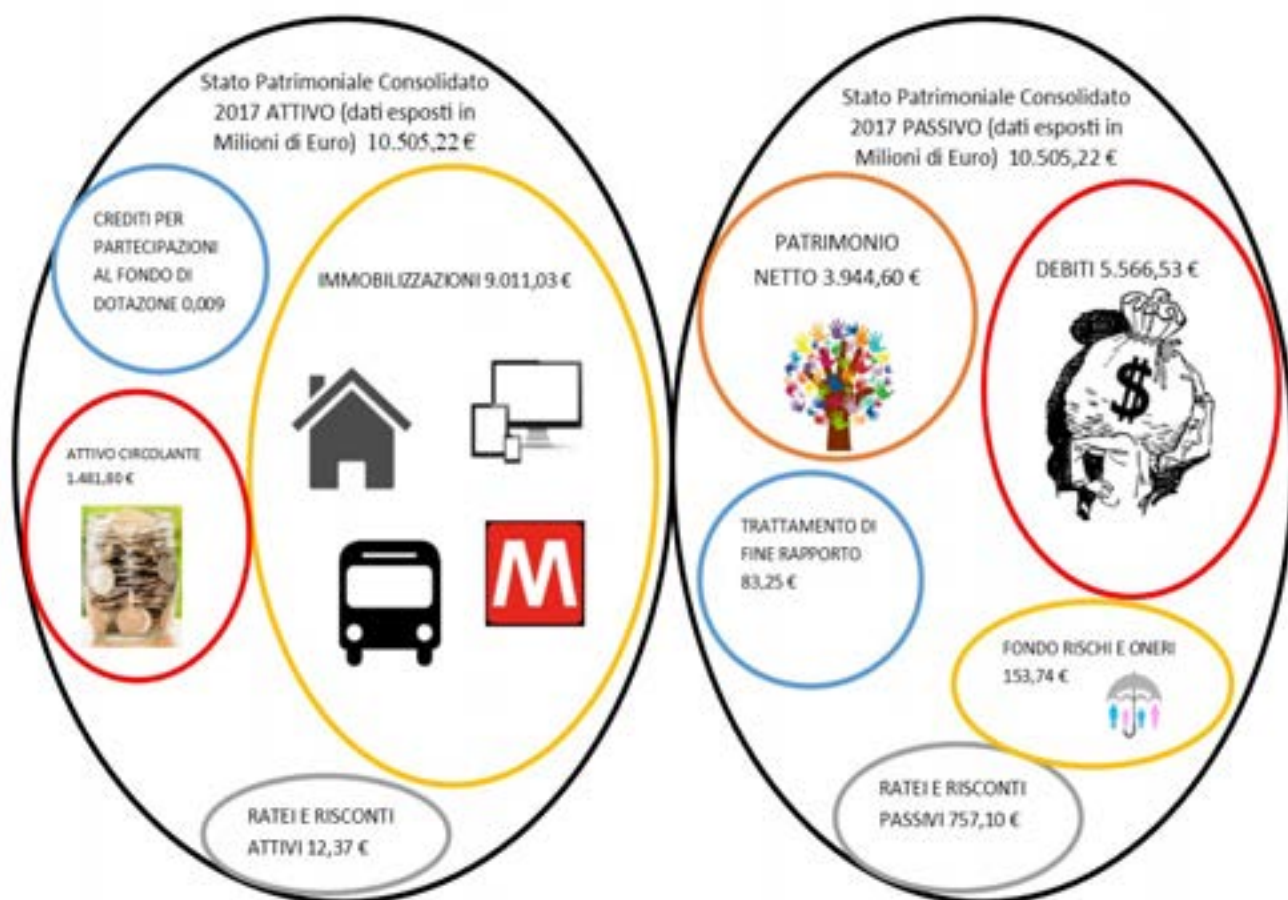 Stato Patrimoniale Consolidato
2017 ATTIVO (dati esposti in
Milioni di Euro) 10.505,22 €
CREDITI PER
PARTECIPAZIONI
AL FONDO DI
DOTAZONE 0,009
IMMOBILIZZAZIONI 9.011,03 €
ATTIVO CIRCOLANTE
1.481,80 €
M
RATEI E RISCONTI
ATTIVI 12,37 €
Stato Patrimoniale Consolidato
2017 PASSIVO (dati esposti in
Milioni di Euro) 10.505,22 €
PATRIMONIO
NETTO 3.944,60 €
DEBITI 5.566,53 €
$
TRATTAMENTO DI
FINE RAPPORTO
83,25 €
FONDO RISCHI E ONERI
153,74 €
RATEI E RISCONTI
PASSIVI 757,10 €